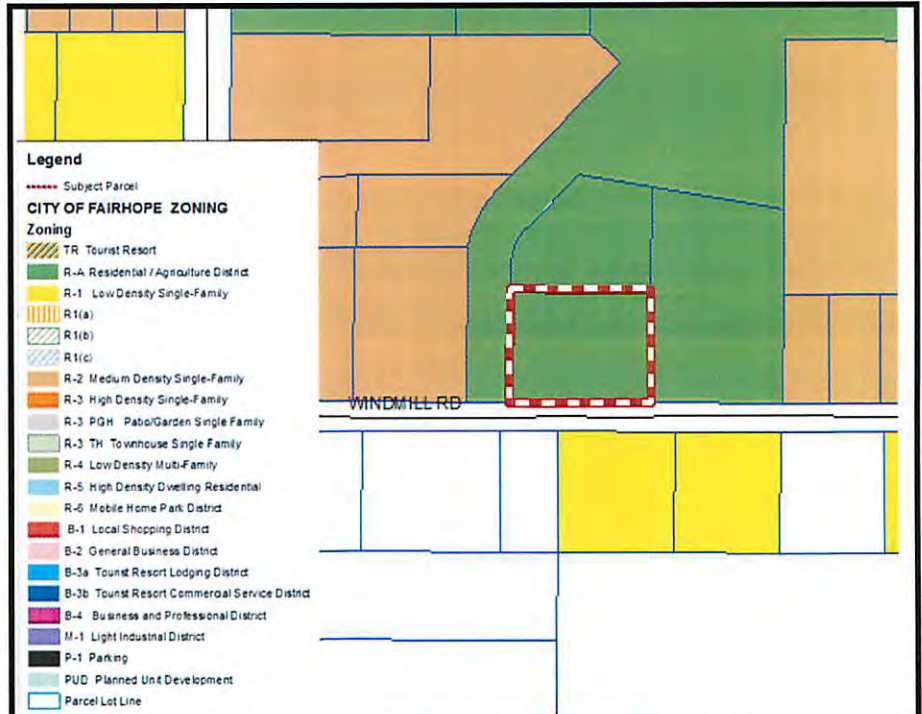 Legend
Subject Parcel
CITY OF FAIRHOPE ZONING
Zoning
TR Tourist Resort
R-A Residential / Agriculture District
R-1 Low Density Single-Family
R1(a)
R1(b)
R1(c)
R-2 Medium Density Single-Family
R-3 High Density Single-Family
R-3 PGH Patio/Garden Single Family
R-3 TH Townhouse Single Family
R-4 Low Density Multi-Family
R-5 High Density Dwelling Residential
R-6 Mobile Home Park District
B-1 Local Shopping District
B-2 General Business District
B-3a Tourist Resort Lodging District
B-3b Tourist Resort Commercial Service District
B-4 Business and Professional District
M-1 Light Industrial District
P-1 Parking
PUD Planned Unit Development
Parcel Lot Line
WINDMILL RD